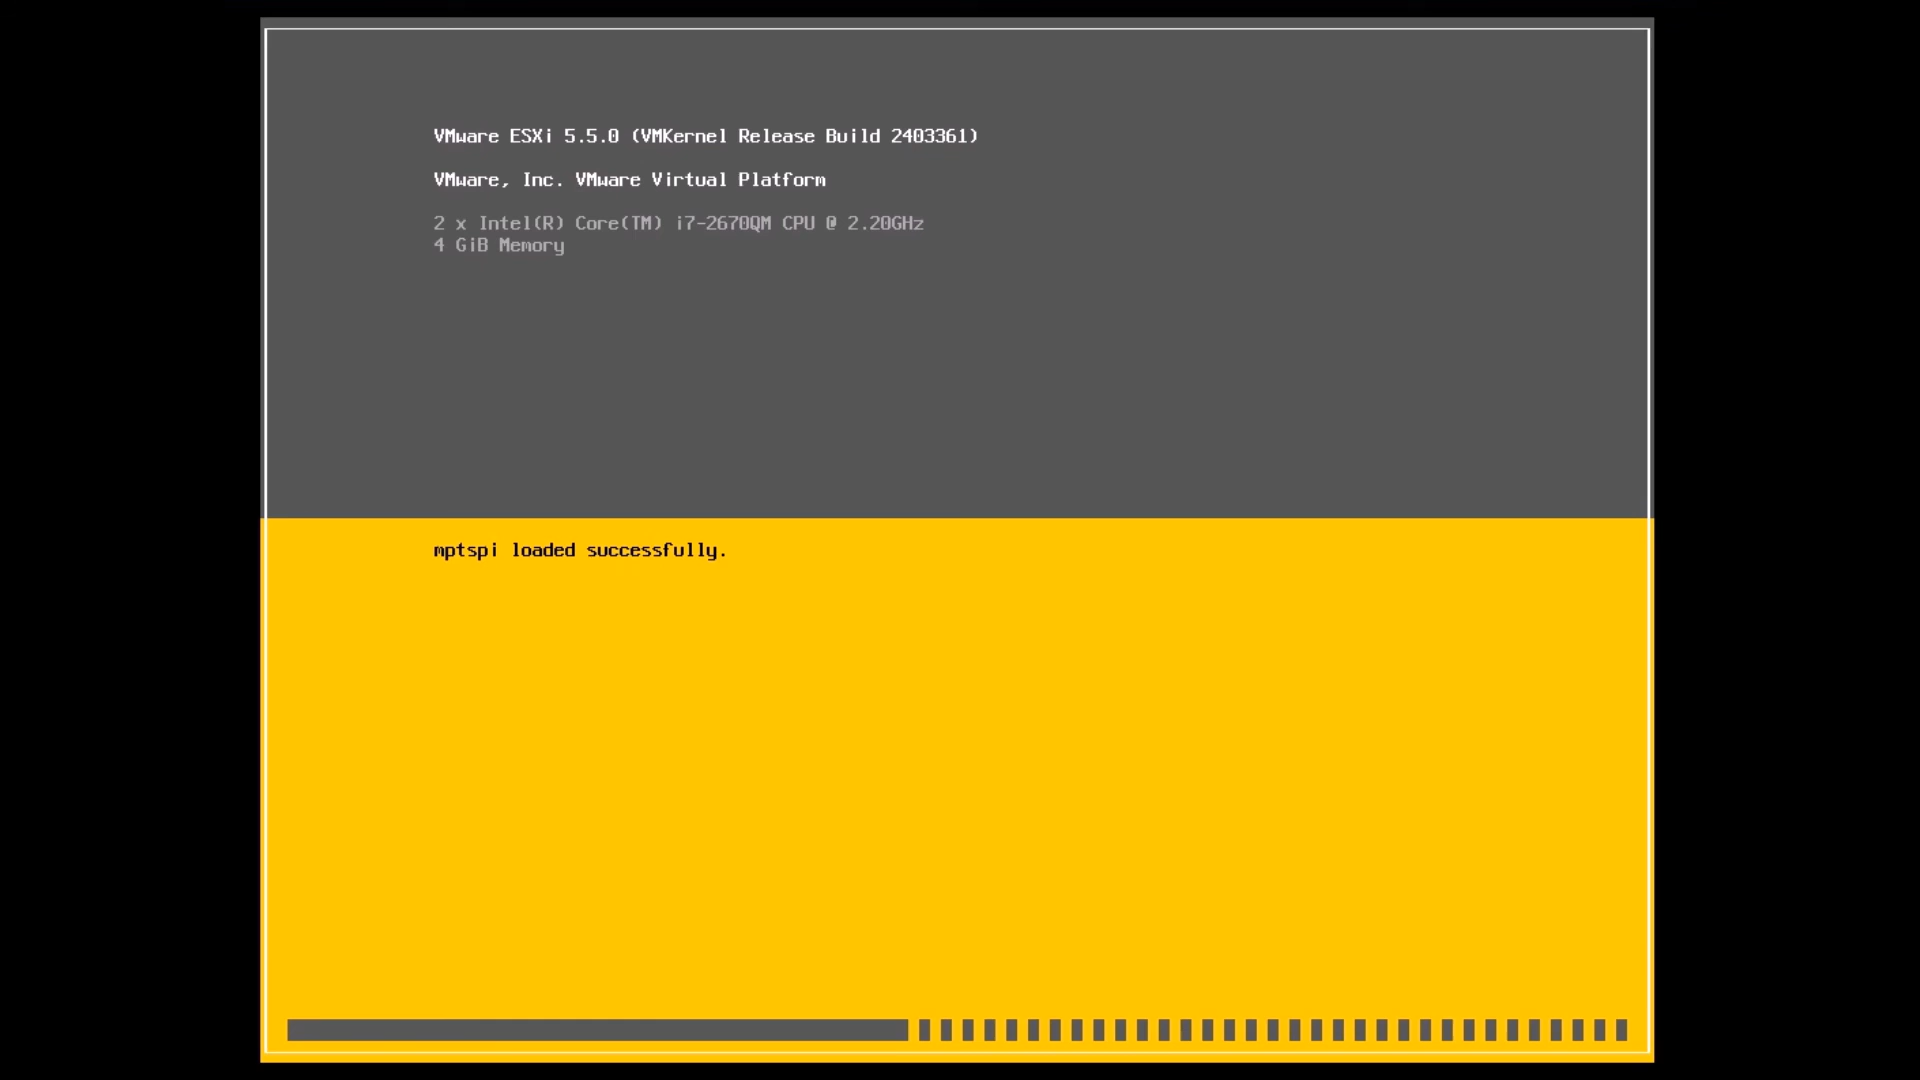 VMware ESXi 5.5.0 (VMKernel Release Build 2403361)
VMware, Inc. VMware Virtual Platform
2 x Intel(R) Core(TM) i7-2670QM CPU @ 2.20GHz
4 GiB Memory
mptspi loaded successfully.